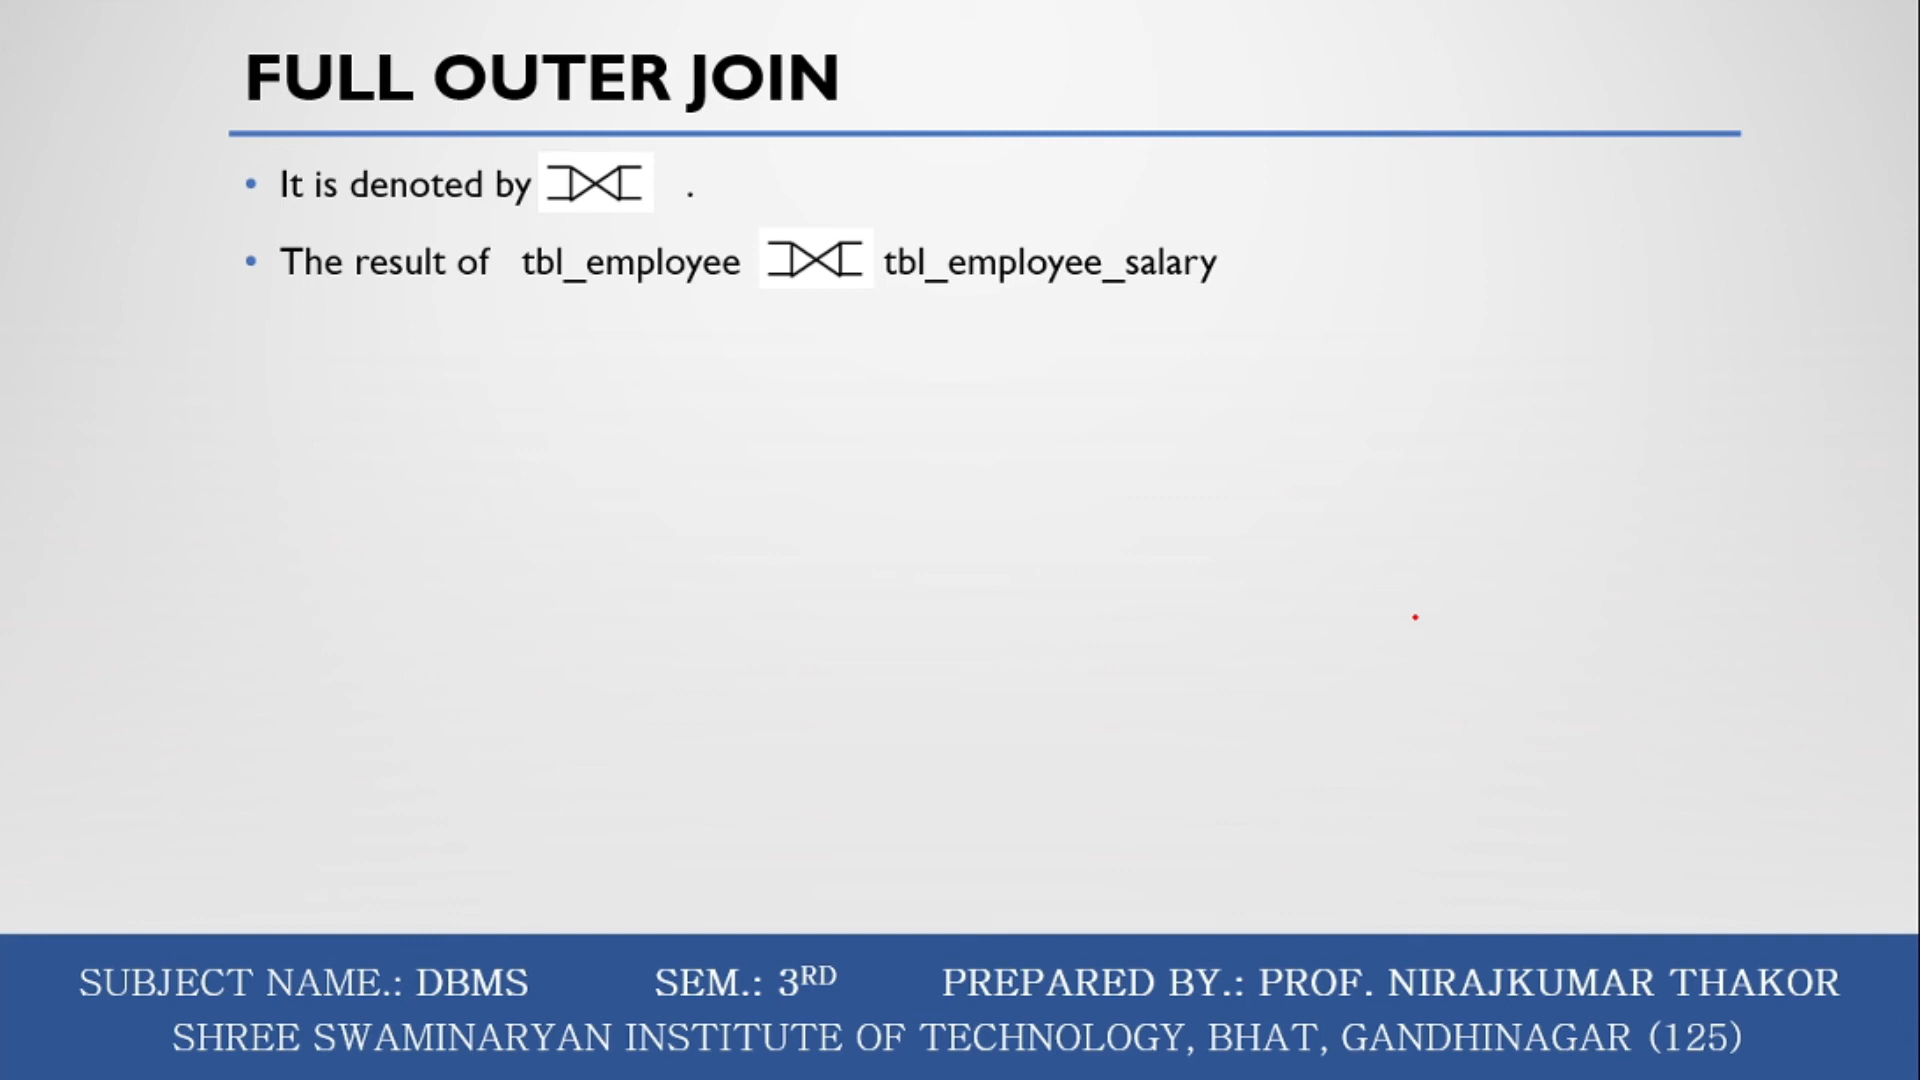 FULL OUTER JOIN
• It is denoted by ⟗ .
• The result of tbl_employee ⟗ tbl_employee_salary
SUBJECT NAME.: DBMS SEM.: 3RD PREPARED BY.: PROF. NIRAJKUMAR THAKOR
SHREE SWAMINARYAN INSTITUTE OF TECHNOLOGY, BHAT, GANDHINAGAR (125)